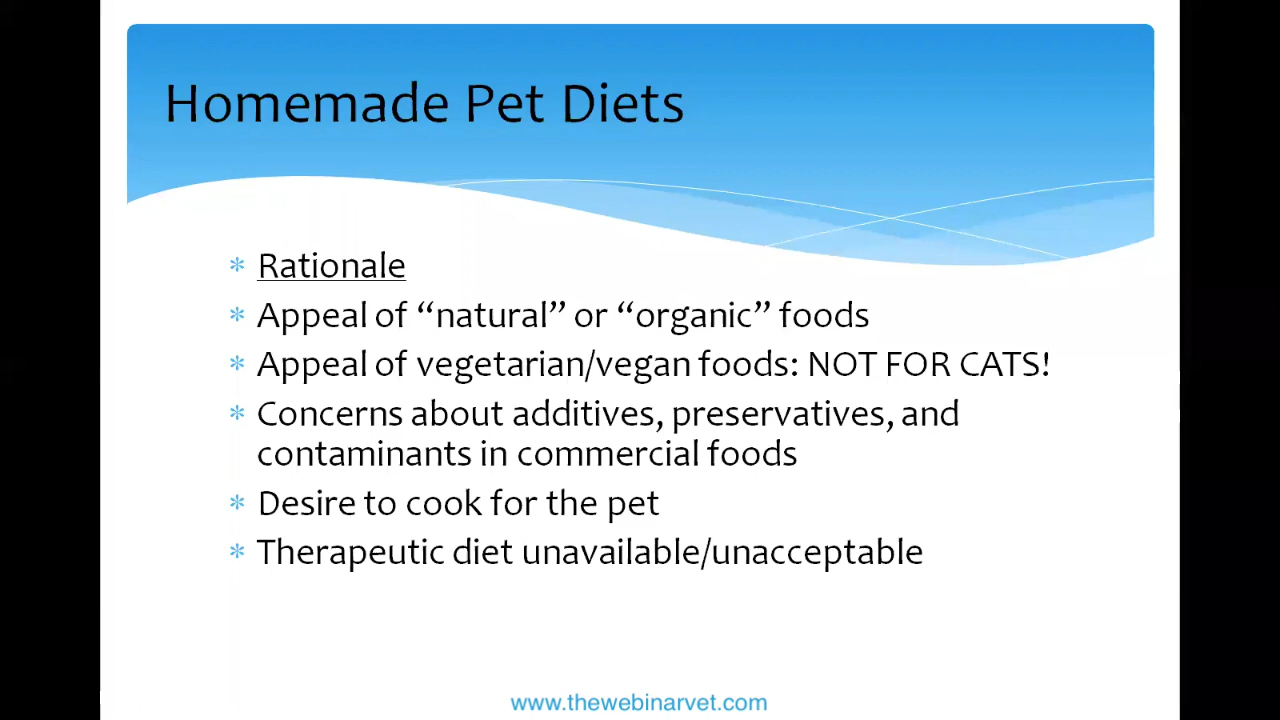 Homemade Pet Diets
* Rationale
* Appeal of “natural” or “organic” foods
* Appeal of vegetarian/vegan foods: NOT FOR CATS!
* Concerns about additives, preservatives, and
contaminants in commercial foods
* Desire to cook for the pet
* Therapeutic diet unavailable/unacceptable
www.thewebinarvet.com